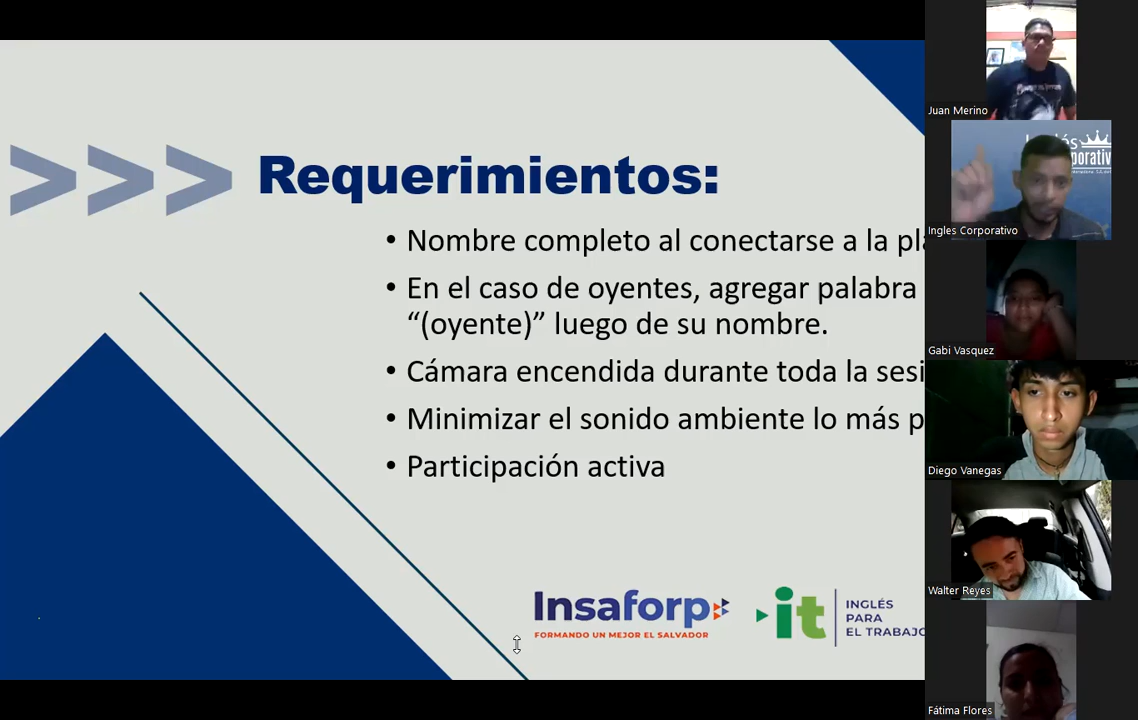 >>> Requerimientos:
• Nombre completo al conectarse a la
• En el caso de oyentes, agregar palabra
“(oyente)” luego de su nombre.
• Cámara encendida durante toda la
• Minimizar el sonido ambiente lo más
• Participación activa
Insaforp
FORMANDO UN MEJOR EL SALVADOR
it
INGLÉS
PARA
EL TRABAJO
Juan Merino
Ingles Corporativo
Gabi Vasquez
Diego Vanegas
Walter Reyes
Fátima Flores